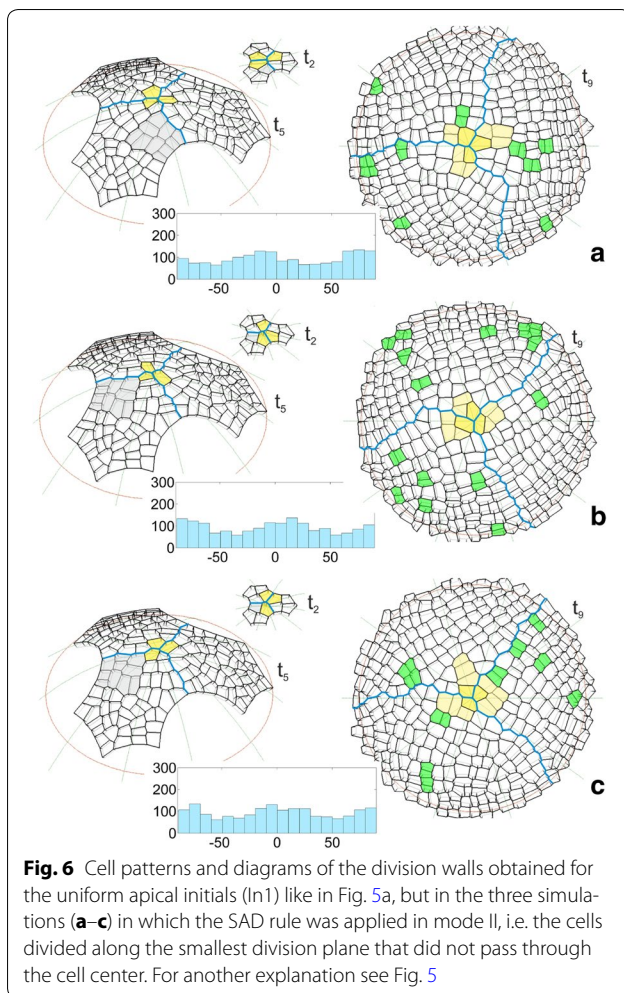 t2
t5
t9
a
300
200
100
0
-50 0 50
t2
t5
t9
b
300
200
100
0
-50 0 50
t2
t5
t9
c
300
200
100
0
-50 0 50
Fig. 6 Cell patterns and diagrams of the division walls obtained for
the uniform apical initials (In1) like in Fig. 5a, but in the three simula-
tions (a–c) in which the SAD rule was applied in mode II, i.e. the cells
divided along the smallest division plane that did not pass through
the cell center. For another explanation see Fig. 5